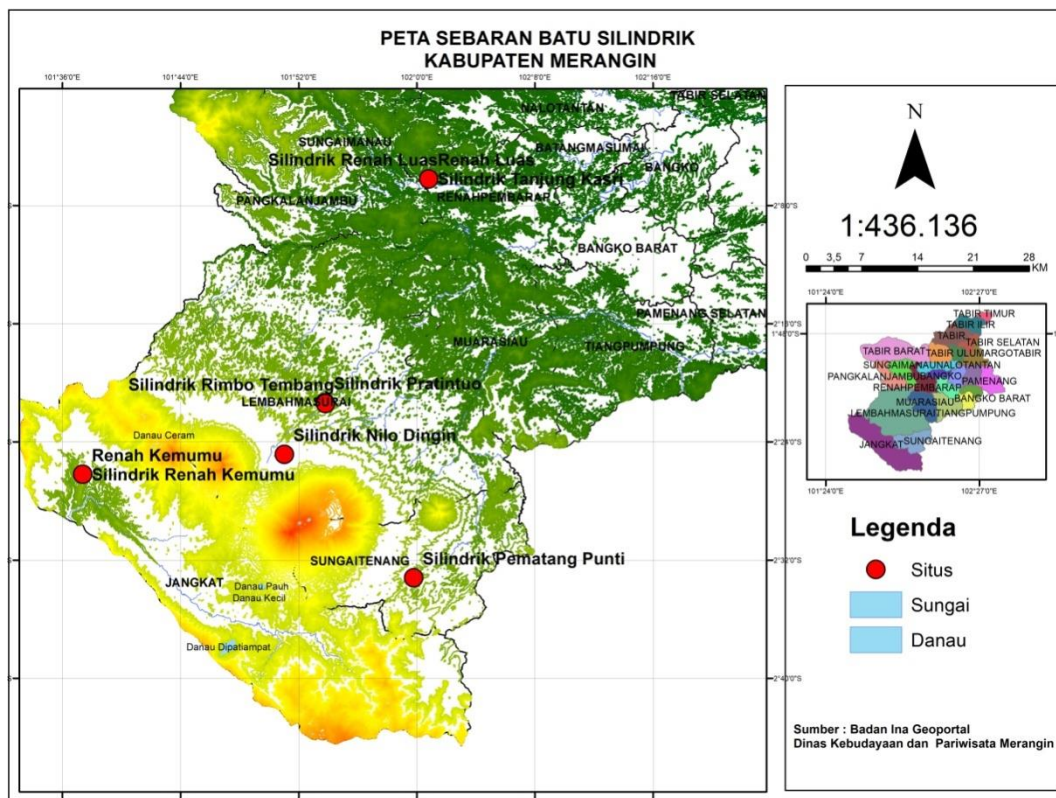 PETA SEBARAN BATU SILINDRIK
KABUPATEN MERANGIN
101°36'0"E 101°44'0"E 101°52'0"E 102°0'0"E 102°8'0"E 102°16'0"E
TABIR SELATAN
NALOTANTAN
SUNGAIMANAU
BATANGMASUMAI
Silindrik Renah Luas Renah Luas
BANGKO
Silindrik Tanjung Kasri
PANGKALANJAMBU
RENAHPEMBARAP
2°8'0"S
BANGKO BARAT
PAMENANG SELATAN
MUARASIAU
TIANGPUMPUNG
Silindrik Rimbo Tembang Silindrik Pratintuo
LEMBAHMASURAI
Danau Ceram
Silindrik Nilo Dingin
2°24'0"S
Renah Kemumu
Silindrik Renah Kemumu
SUNGAITENANG
Silindrik Pematang Punti
2°32'0"S
JANGKAT
Danau Pauh
Danau Kecil
Danau Dipatiampat
2°40'0"S
N
1:436.136
0 3,5 7 14 21 28
KM
101°24'0"E 102°27'0"E
TABIR TIMUR
TABIR ILIR
TABIR
TABIR SELATAN
TABIR BARAT
TABIR ULU MARGOTABIR
SUNGAIMANAU NALOTANTAN
PANGKALANJAMBU BANGKO
PAMENANG
RENAHPEMBARAP
BANGKO BARAT
MUARASIAU
LEMBAHMASURAI TIANGPUMPUNG
JANGKAT
SUNGAITENANG
101°24'0"E 102°27'0"E
Legenda
Situs
Sungai
Danau
Sumber : Badan Ina Geoportal
Dinas Kebudayaan dan Pariwisata Merangin